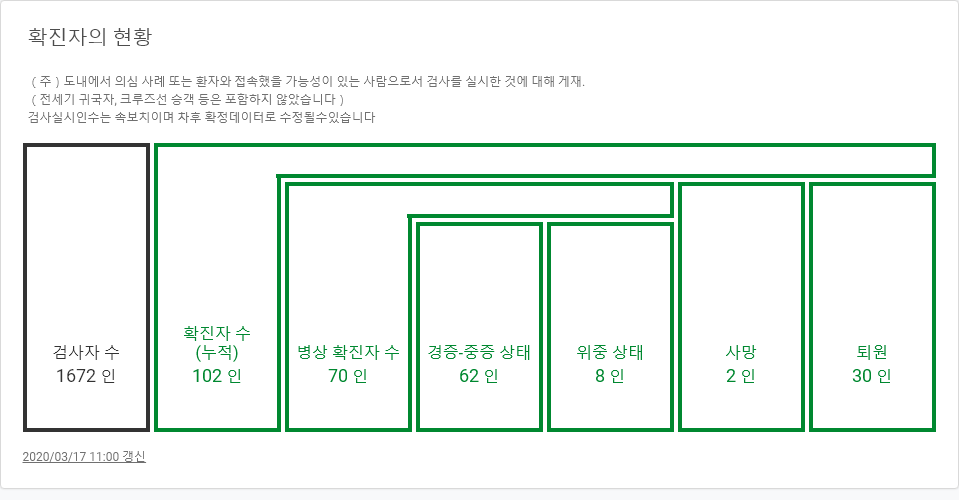 확진자의 현황
( 주 ) 도내에서 의심 사례 또는 환자와 접속했을 가능성이 있는 사람으로서 검사를 실시한 것에 대해 게재.
( 전세기 귀국자, 크루즈선 승객 등은 포함하지 않았습니다 )
검사실시인수는 속보치이며 차후 확정데이터로 수정될수있습니다
검사자 수
1672 인
확진자 수
(누적)
102 인
병상 확진자 수
70 인
경증-중증 상태
62 인
위중 상태
8 인
사망
2 인
퇴원
30 인
2020/03/17 11:00 갱신